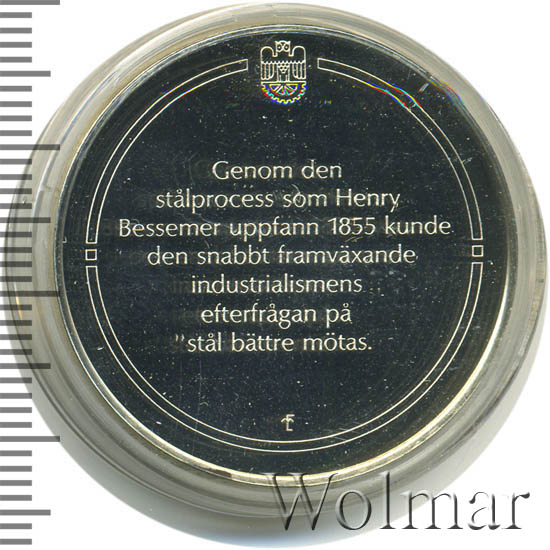 Genom den
stålprocess som Henry
Bessemer uppfann 1855 kunde
den snabbt framväxande
industrialismens
efterfrågan på
stål bättre mötas.
Wolmar